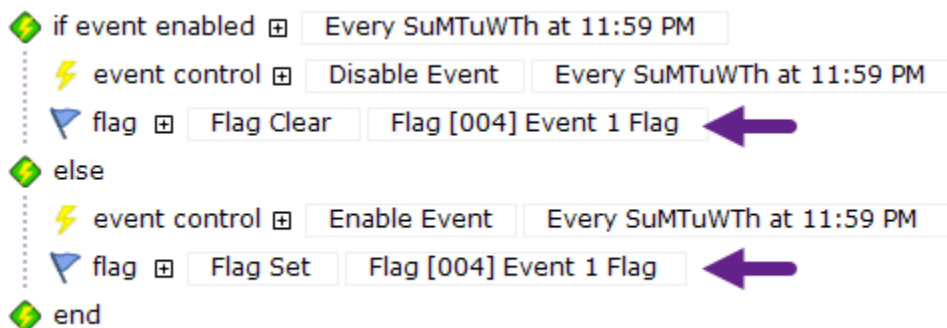 if event enabled Every SuMTuWTh at 11:59 PM
event control Disable Event Every SuMTuWTh at 11:59 PM
flag Flag Clear Flag [004] Event 1 Flag
else
event control Enable Event Every SuMTuWTh at 11:59 PM
flag Flag Set Flag [004] Event 1 Flag
end